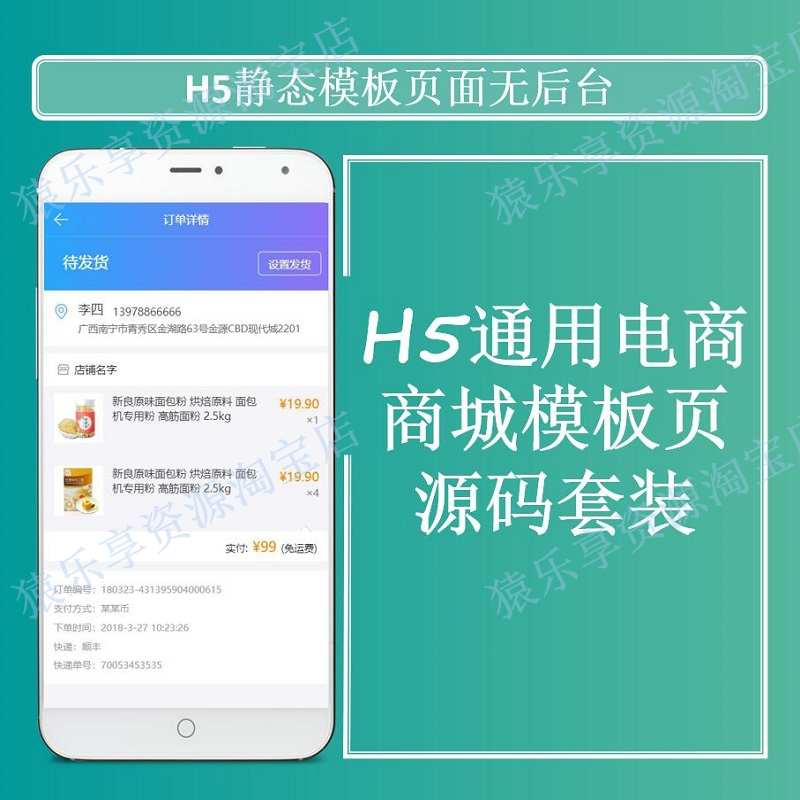 H5静态模板页面无后台
订单详情
待发货
设置发货
李四 13978866666
广西南宁市青秀区金湖路63号金源CBD现代城2201
店铺名字
新良原味面包粉 烘焙原料 面包
机专用粉 高筋面粉 2.5kg
¥19.90
×1
新良原味面包粉 烘焙原料 面包
机专用粉 高筋面粉 2.5kg
¥19.90
×4
实付: ¥99 (免运费)
订单编号: 180323-431395904000615
支付方式: 某某币
下单时间: 2018-3-27 10:23:26
快递: 顺丰
快递单号: 70053453535
H5通用电商
商城模板页
源码套装
猿乐享资源淘宝店
猿乐享资源淘宝店
猿乐享资源淘宝店
猿乐享资源淘宝店